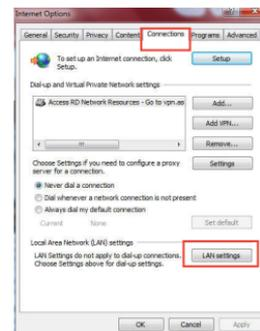 Internet Options
General Security Privacy Content Connections Programs Advanced
To set up an Internet connection, click
Setup.
Setup
Dial-up and Virtual Private Network settings
Access RD Network Resources - Go to vpn.as
Add...
Add VPN...
Remove...
Choose Settings if you need to configure a proxy
server for a connection.
Settings
Never dial a connection
Dial whenever a network connection is not present
Always dial my default connection
Current None
Set default
Local Area Network (LAN) settings
LAN Settings do not apply to dial-up connections.
Choose Settings above for dial-up settings.
LAN settings
OK Cancel Apply